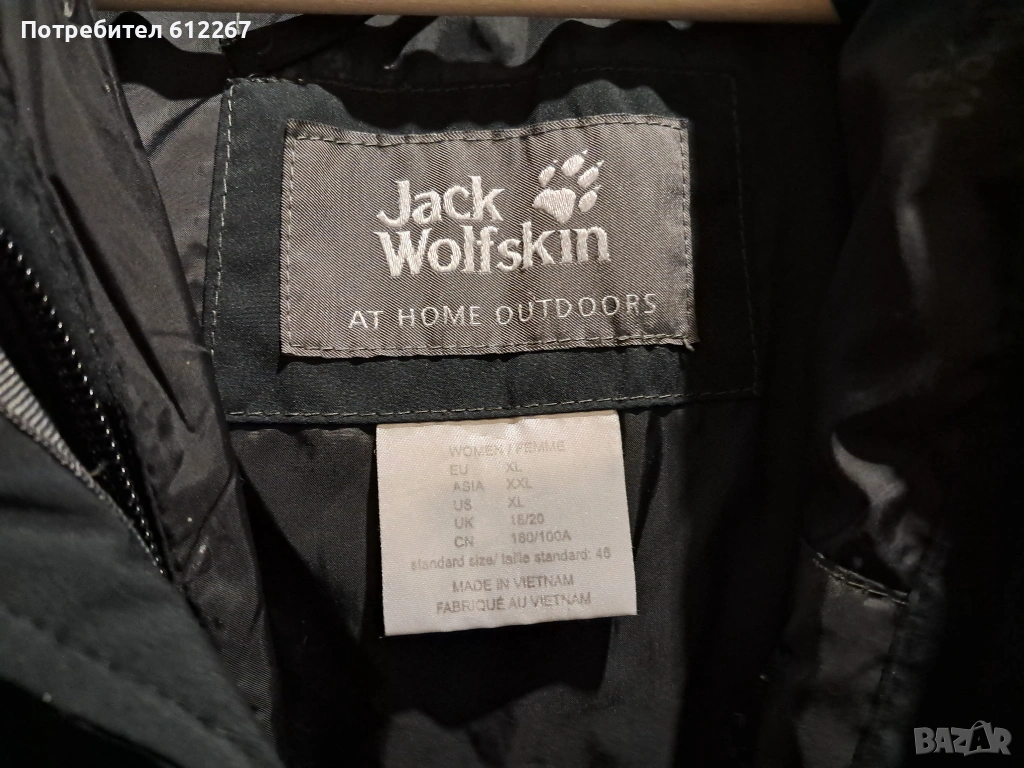 Потребител 612267
Jack
Wolfskin
AT HOME OUTDOORS
WOMEN / FEMME
EU XL
ASIA XXL
US XL
UK 18/20
CN 180/100A
standard size/ taille standard: 46
MADE IN VIETNAM
FABRIQUÉ AU VIETNAM
BAZAR